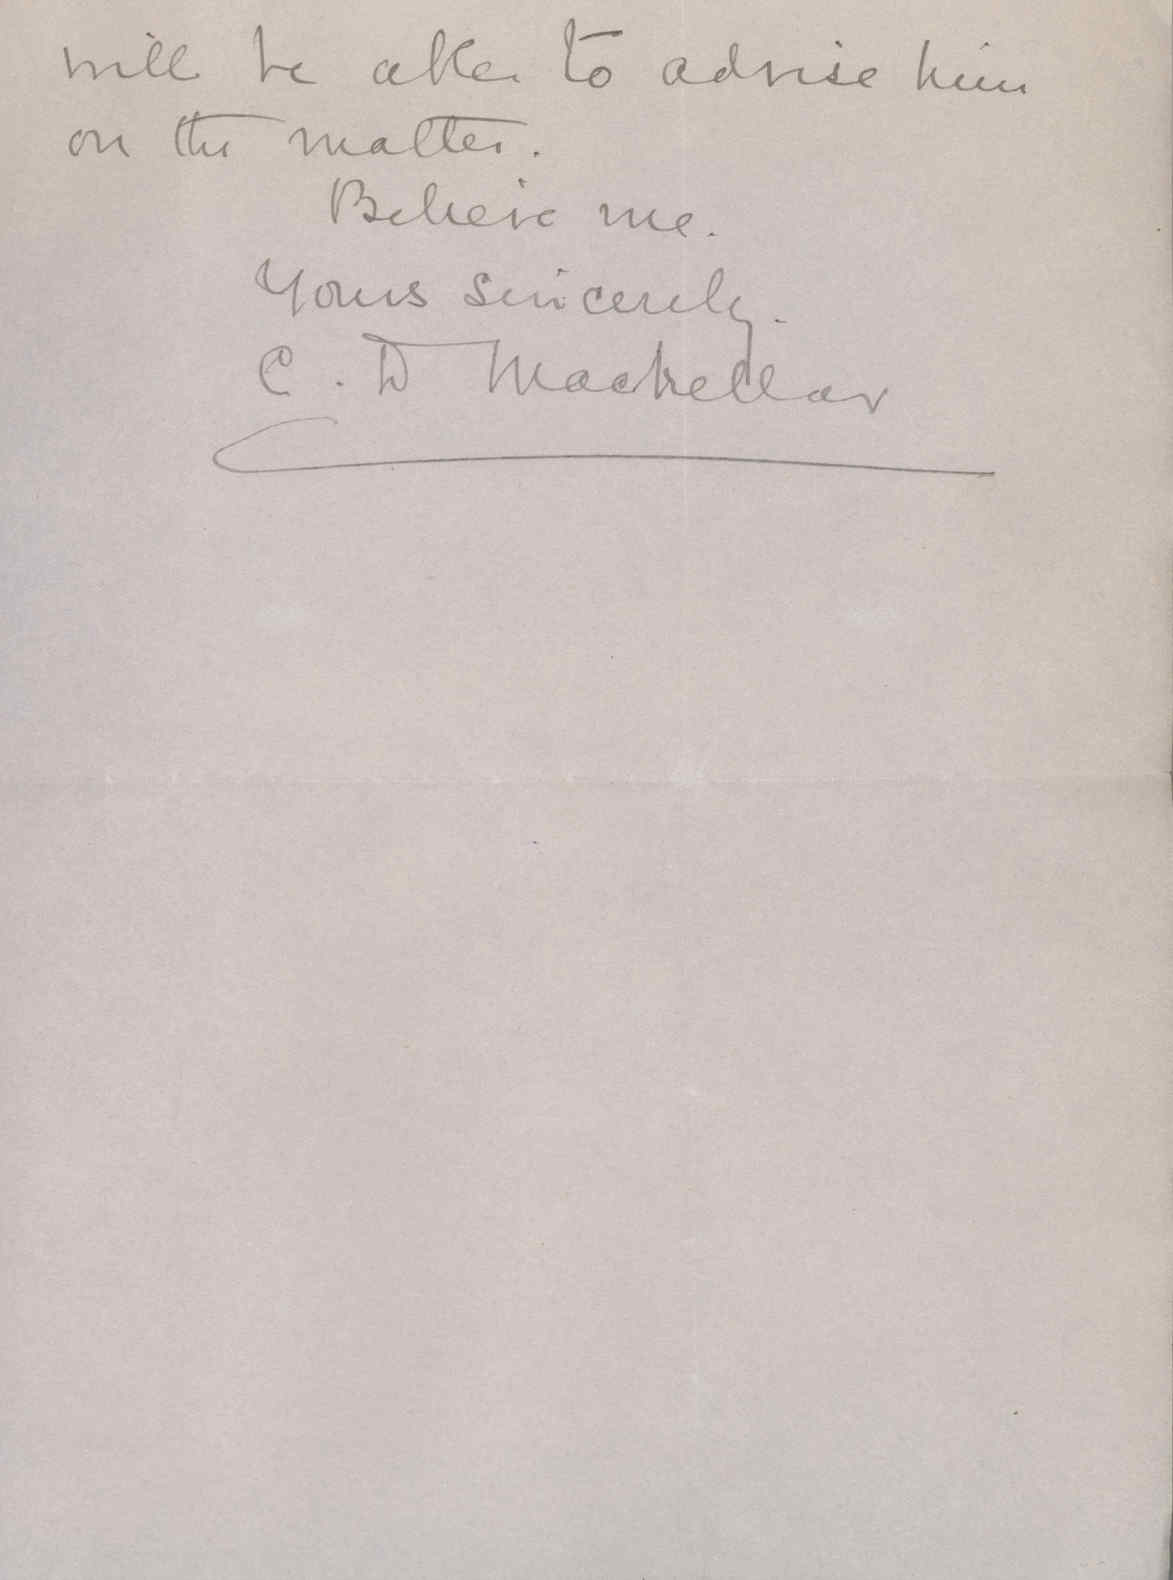 will be able to advise him
on the matter.
Believe me.
Yours sincerely.
C. D Mackellar